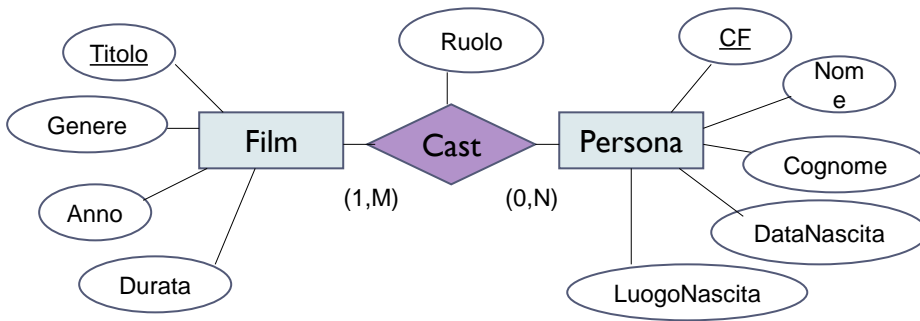 Titolo
Ruolo
CF
Nom
e
Genere
Film
Cast
Persona
Cognome
Anno
(1,M)
(0,N)
DataNascita
Durata
LuogoNascita